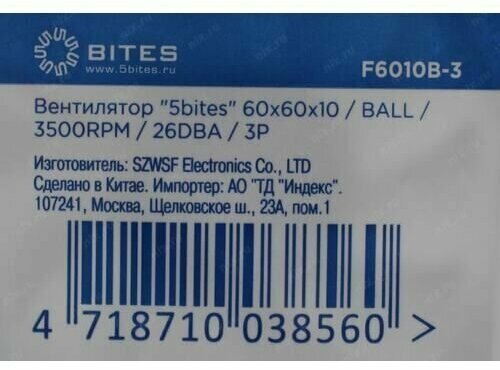 BITES
www.5bites.ru
F6010B-3
Вентилятор "5bites" 60x60x10 / BALL /
3500RPM / 26DBA / 3P
Изготовитель: SZWSF Electronics Co., LTD
Сделано в Китае. Импортер: АО "ТД "Индекс".
107241, Москва, Щелковское ш., 23А, пом.1
4 718710 038560 >